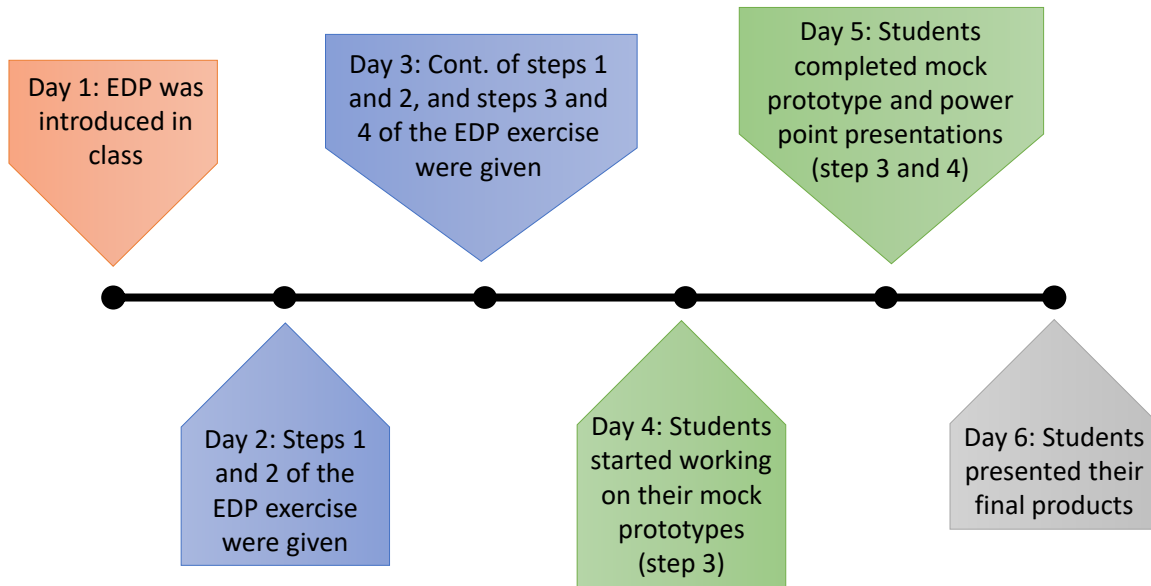 Day 1: EDP was
introduced in
class
Day 2: Steps 1
and 2 of the
EDP exercise
were given
Day 3: Cont. of steps 1
and 2, and steps 3 and
4 of the EDP exercise
were given
Day 4: Students
started working
on their mock
prototypes
(step 3)
Day 5: Students
completed mock
prototype and power
point presentations
(step 3 and 4)
Day 6: Students
presented their
final products